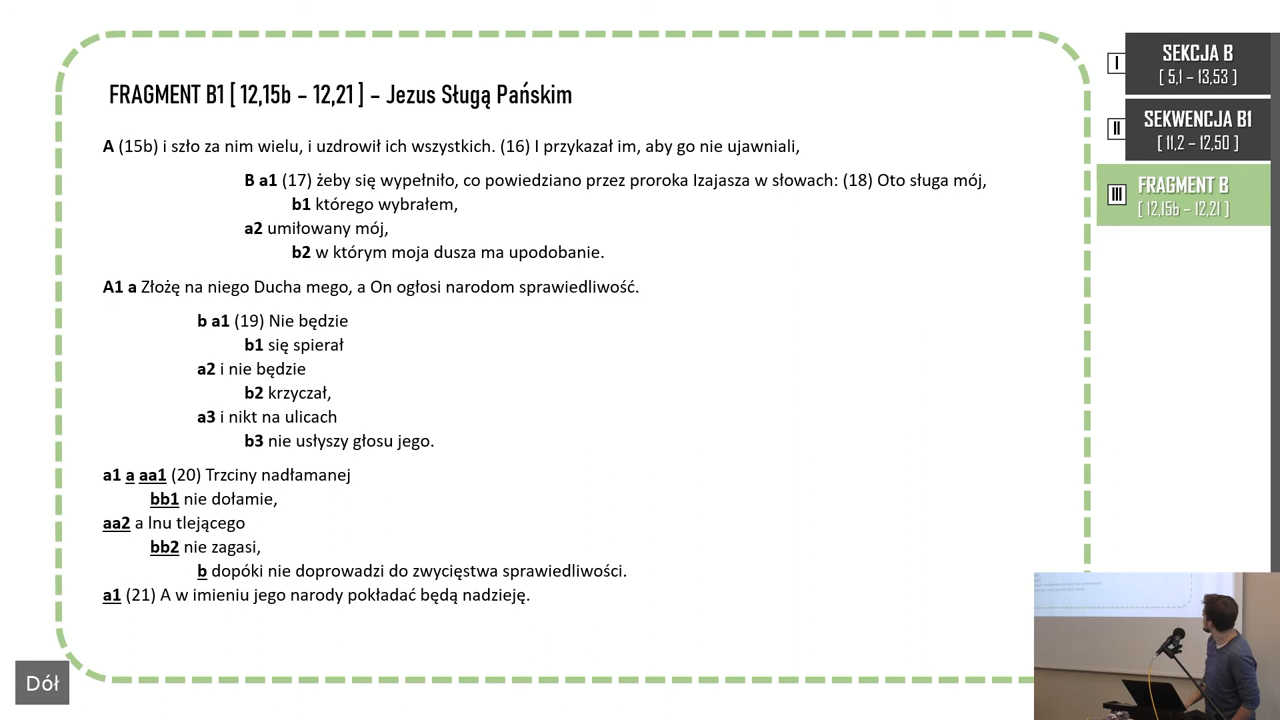 FRAGMENT B1 [ 12,15b – 12,21 ] – Jezus Sługą Pańskim
A (15b) i szło za nim wielu, i uzdrowił ich wszystkich. (16) I przykazał im, aby go nie ujawniali,
B a1 (17) żeby się wypełniło, co powiedziano przez proroka Izajasza w słowach: (18) Oto sługa mój,
b1 którego wybrałem,
a2 umiłowany mój,
b2 w którym moja dusza ma upodobanie.
A1 a Złożę na niego Ducha mego, a On ogłosi narodom sprawiedliwość.
b a1 (19) Nie będzie
b1 się spierał
a2 i nie będzie
b2 krzyczał,
a3 i nikt na ulicach
b3 nie usłyszy głosu jego.
a1 a aa1 (20) Trzciny nadłamanej
bb1 nie dołamie,
aa2 a lnu tlejącego
bb2 nie zagasi,
b dopóki nie doprowadzi do zwycięstwa sprawiedliwości.
a1 (21) A w imieniu jego narody pokładać będą nadzieję.
Dół
I SEKCJA B
[ 5,1 – 13,53 ]
II SEKWENCJA B1
[ 11,2 – 12,50 ]
III FRAGMENT B
[ 12,15b – 12,21 ]